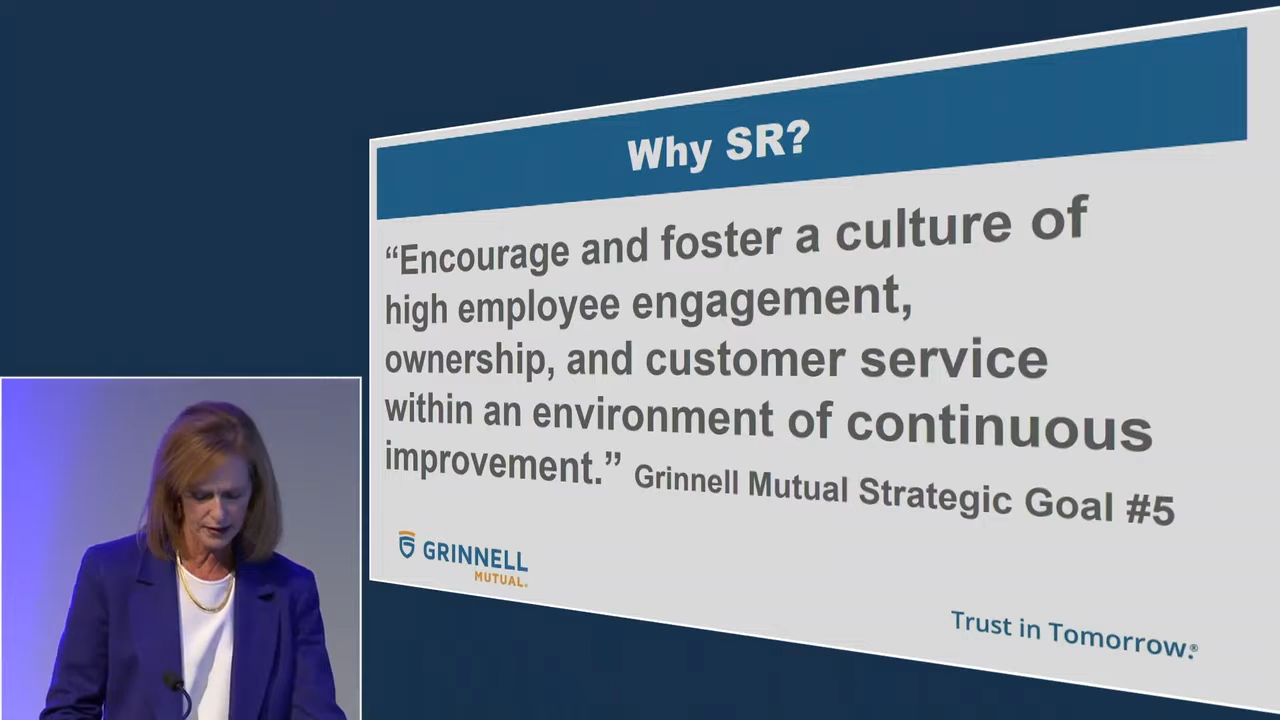 Why SR?
“Encourage and foster a culture of
high employee engagement,
ownership, and customer service
within an environment of continuous
improvement.” Grinnell Mutual Strategic Goal #5
GRINNELL
MUTUAL.
Trust in Tomorrow.®